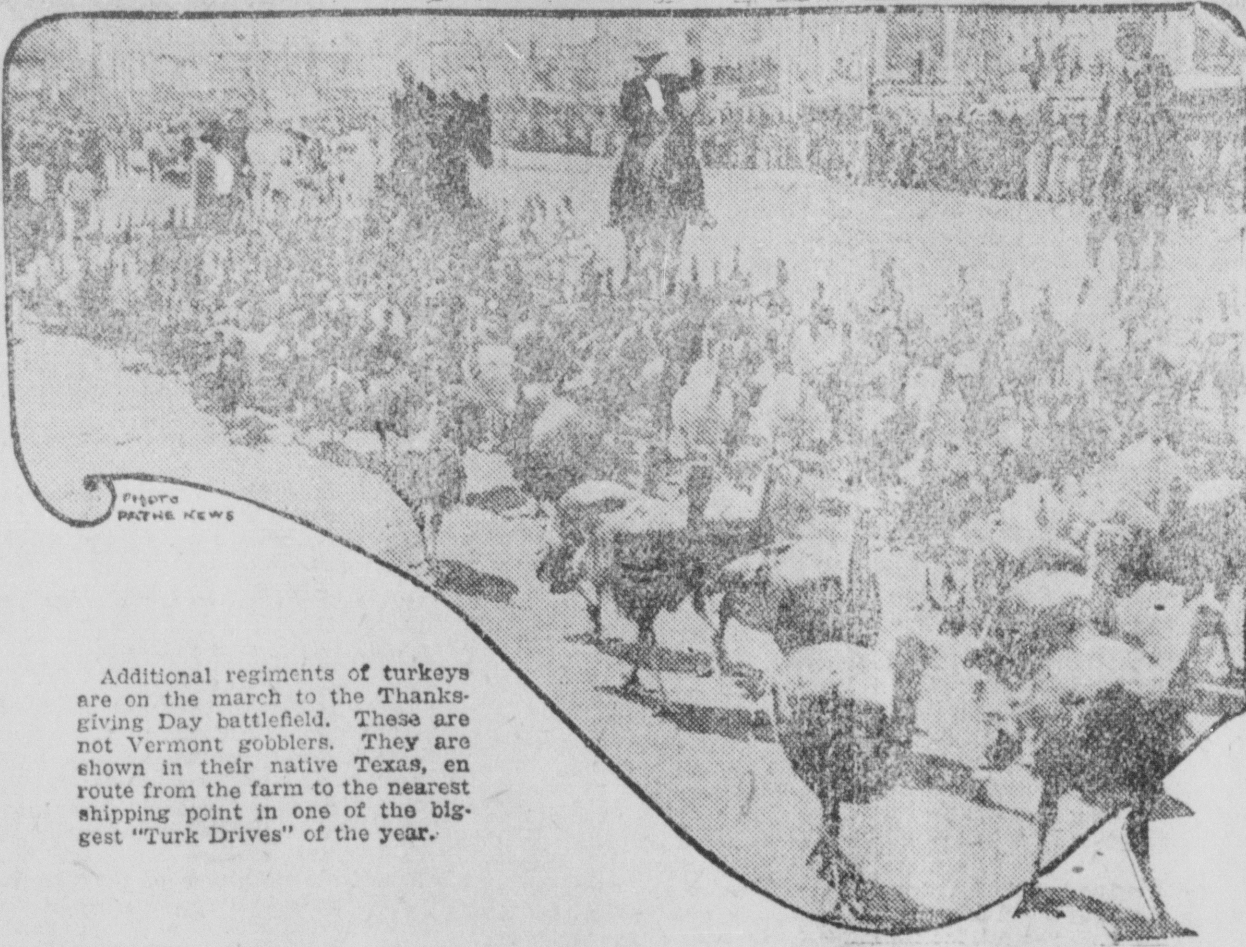 PHOTO
PATHE NEWS
Additional regiments of turkeys
are on the march to the Thanks-
giving Day battlefield. These are
not Vermont gobblers. They are
shown in their native Texas, en
route from the farm to the nearest
shipping point in one of the big-
gest "Turk Drives" of the year.